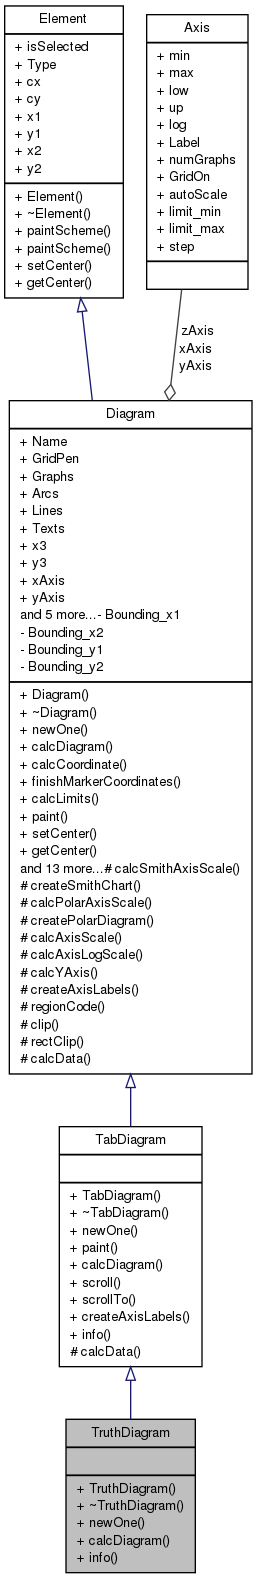 Element
+ isSelected
+ Type
+ cx
+ cy
+ x1
+ y1
+ x2
+ y2
+ Element()
+ ~Element()
+ paintScheme()
+ paintScheme()
+ setCenter()
+ getCenter()
Axis
+ min
+ max
+ low
+ up
+ log
+ Label
+ numGraphs
+ GridOn
+ autoScale
+ limit_min
+ limit_max
+ step
zAxis
xAxis
yAxis
Diagram
+ Name
+ GridPen
+ Graphs
+ Arcs
+ Lines
+ Texts
+ x3
+ y3
+ xAxis
+ yAxis
and 5 more...- Bounding_x1
- Bounding_x2
- Bounding_y1
- Bounding_y2
+ Diagram()
+ ~Diagram()
+ newOne()
+ calcDiagram()
+ calcCoordinate()
+ finishMarkerCoordinates()
+ calcLimits()
+ paint()
+ setCenter()
+ getCenter()
and 13 more...# calcSmithAxisScale()
# createSmithChart()
# calcPolarAxisScale()
# createPolarDiagram()
# calcAxisScale()
# calcAxisLogScale()
# calcYAxis()
# createAxisLabels()
# regionCode()
# clip()
# rectClip()
# calcData()
TabDiagram
+ TabDiagram()
+ ~TabDiagram()
+ newOne()
+ paint()
+ calcDiagram()
+ scroll()
+ scrollTo()
+ createAxisLabels()
+ info()
# calcData()
TruthDiagram
+ TruthDiagram()
+ ~TruthDiagram()
+ newOne()
+ calcDiagram()
+ info()